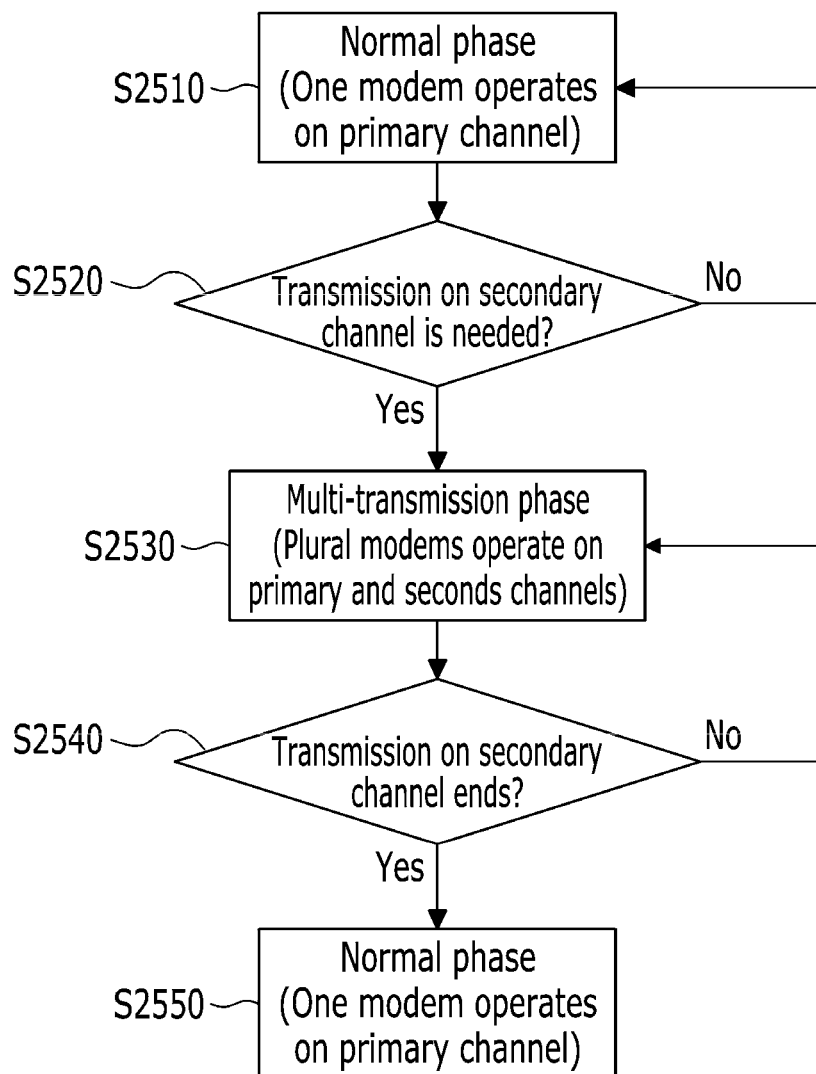 Normal phase
(One modem operates
on primary channel)
S2510
Transmission on secondary
channel is needed?
S2520
No
Yes
Multi-transmission phase
(Plural modems operate on
primary and seconds channels)
S2530
Transmission on secondary
channel ends?
S2540
No
Yes
Normal phase
(One modem operates
on primary channel)
S2550